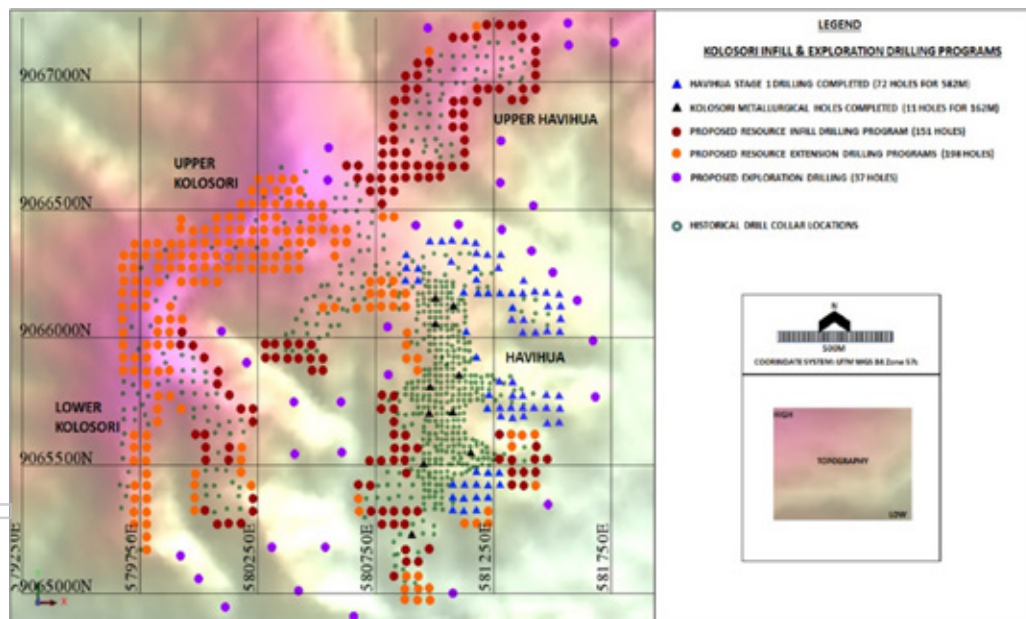 LEGEND
KOLOSORI INFILL & EXPLORATION DRILLING PROGRAMS
HAVIHUA STAGE 1 DRILLING COMPLETED (72 HOLES FOR 582M)
KOLOSORI METALLURGICAL HOLES COMPLETED (11 HOLES FOR 162M)
PROPOSED RESOURCE INFILL DRILLING PROGRAM (151 HOLES)
PROPOSED RESOURCE EXTENSION DRILLING PROGRAMS (198 HOLES)
PROPOSED EXPLORATION DRILLING (37 HOLES)
HISTORICAL DRILL COLLAR LOCATIONS
9067000N
UPPER HAVIHUA
UPPER
KOLOSORI
9066500N
9066000N
HAVIHUA
LOWER
KOLOSORI
9065500N
9065000N
579250E
579750E
580250E
580750E
581250E
581750E
X
N
500M
COORINDATE SYSTEM: UTM WGS 84 Zone 57s
HIGH
TOPOGRAPHY
LOW